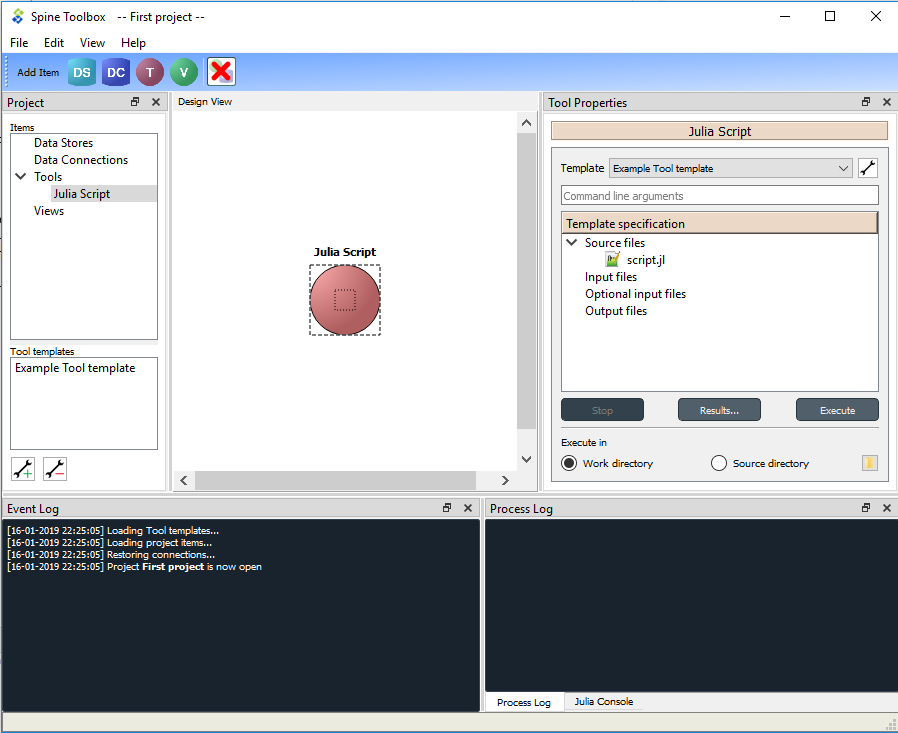 Spine Toolbox -- First project --
File Edit View Help
Add Item DS DC T V
Project
Items
Data Stores
Data Connections
Tools
Julia Script
Views
Tool templates
Example Tool template
Design View
Julia Script
Tool Properties
Julia Script
Template Example Tool template
Command line arguments
Template specification
Source files
script.jl
Input files
Optional input files
Output files
Stop Results... Execute
Execute in
Work directory Source directory
Event Log
[16-01-2019 22:25:05] Loading Tool templates...
[16-01-2019 22:25:05] Loading project items...
[16-01-2019 22:25:05] Restoring connections...
[16-01-2019 22:25:05] Project First project is now open
Process Log
Process Log Julia Console